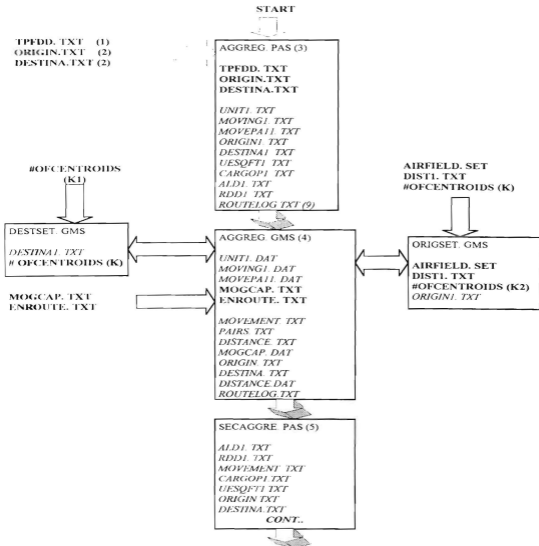 START
TPFDD. TXT (1)
ORIGIN.TXT (2)
DESTINA.TXT (2)
AGGREG. PAS (3)
TPFDD. TXT
ORIGIN.TXT
DESTINA.TXT
UNIT1. TXT
MOVING1. TXT
MOVEPA11. TXT
ORIGIN1. TXT
DESTINA1. TXT
UESQFT1. TXT
CARGOP1. TXT
ALD1. TXT
RDD1. TXT
ROUTELOG.TXT (9)
#OFCENTROIDS
(K1)
AIRFIELD. SET
DIST1. TXT
#OFCENTROIDS (K)
DESTSET. GMS
DESTINA1. TXT
# OFCENTROIDS (K)
AGGREG. GMS (4)
UNIT1. DAT
MOVING1. DAT
MOVEPA11. DAT
MOGCAP. TXT
ENROUTE. TXT
MOVEMENT. TXT
PAIRS. TXT
DISTANCE. TXT
MOGCAP. DAT
ORIGIN. TXT
DESTINA. TXT
DISTANCE.DAT
ROUTELOG.TXT
ORIGSET. GMS
AIRFIELD. SET
DIST1. TXT
#OFCENTROIDS (K2)
ORIGIN1. TXT
MOGCAP. TXT
ENROUTE. TXT
SECAGGRE. PAS (5)
ALD1. TXT
RDD1. TXT
MOVEMENT. TXT
CARGOP1.TXT
UESQFT1.TXT
ORIGIN.TXT
DESTINA.TXT
CONT..